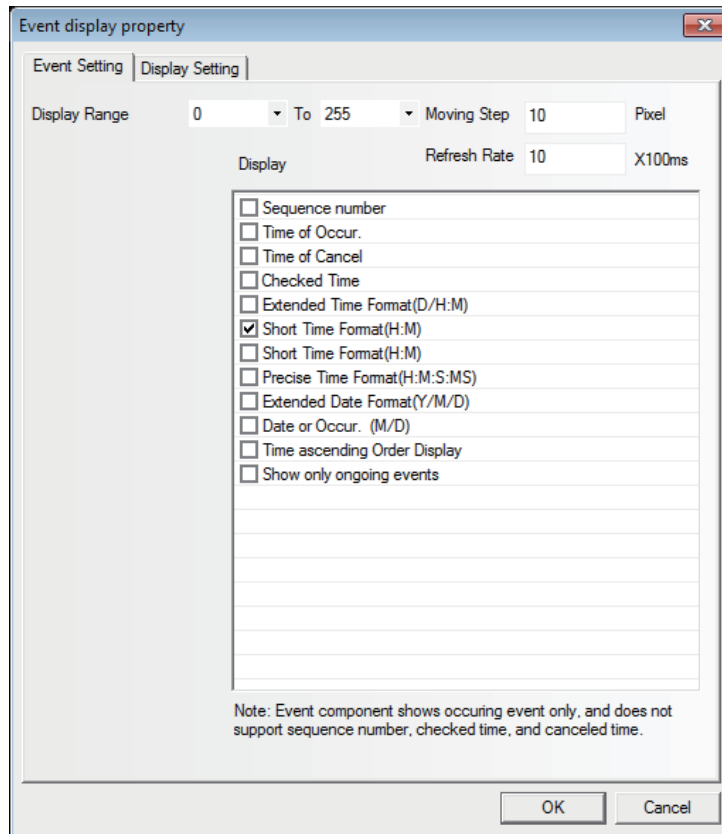 Event display property
Event Setting Display Setting
Display Range 0 To 255 Moving Step 10 Pixel
Display Refresh Rate 10 X100ms
Sequence number
Time of Occur.
Time of Cancel
Checked Time
Extended Time Format(D/H:M)
Short Time Format(H:M)
Short Time Format(H:M)
Precise Time Format(H:M:S:MS)
Extended Date Format(Y/M/D)
Date or Occur. (M/D)
Time ascending Order Display
Show only ongoing events
Note: Event component shows occuring event only, and does not
support sequence number, checked time, and canceled time.
OK Cancel